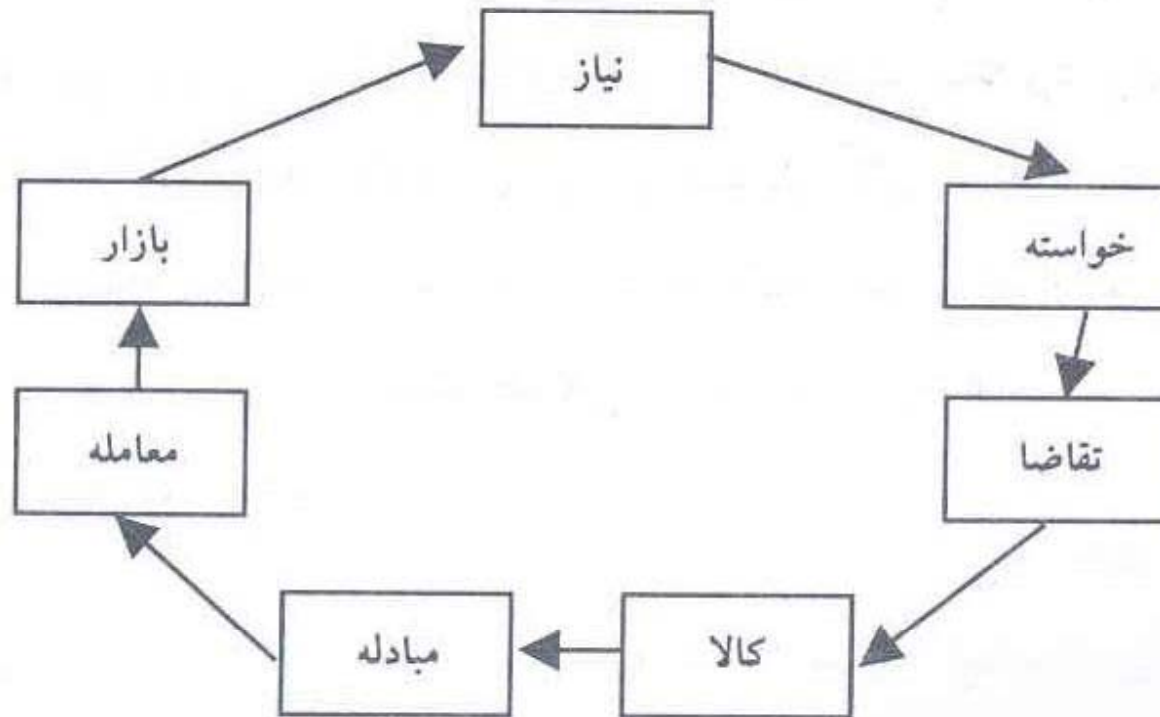 نیاز
خواسته
تقاضا
کالا
مبادله
معامله
بازار